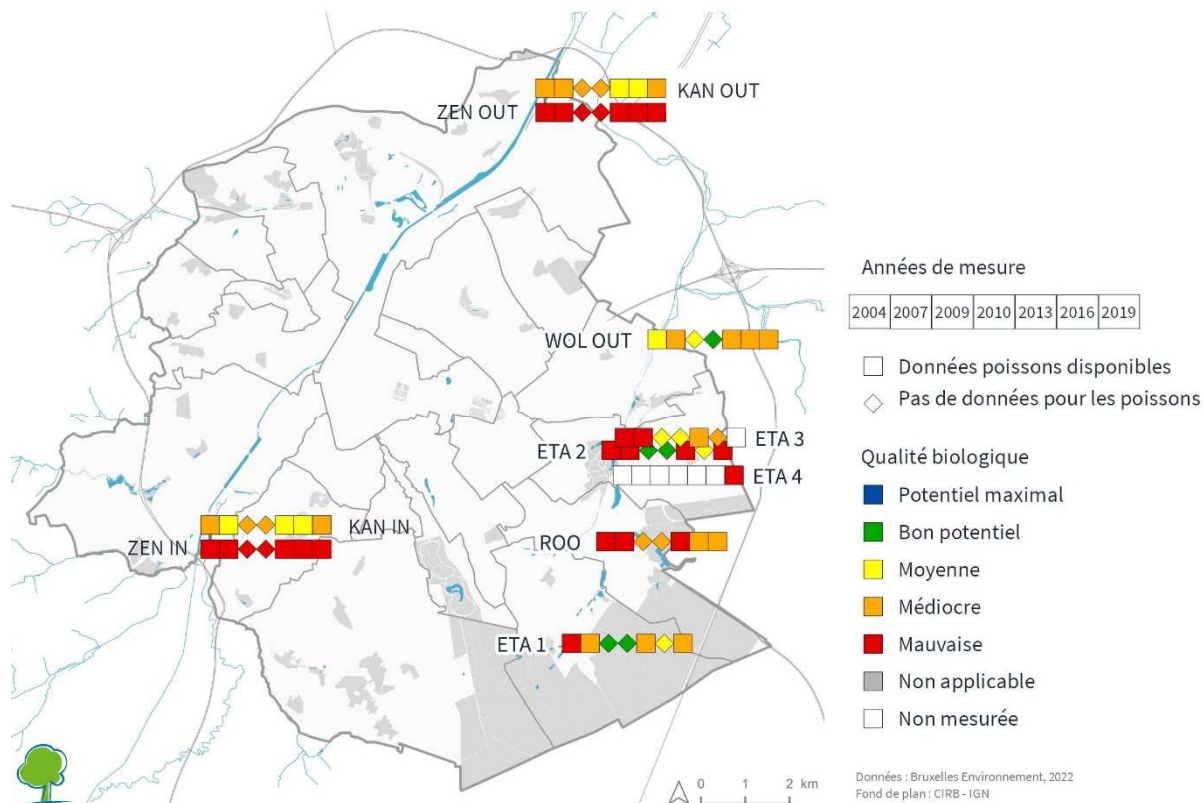 KAN OUT
ZEN OUT
WOL OUT
ETA 3
ETA 2
ETA 4
KAN IN
ZEN IN
ROO
ETA 1
Années de mesure
2004 2007 2009 2010 2013 2016 2019
Données poissons disponibles
Pas de données pour les poissons
Qualité biologique
Potentiel maximal
Bon potentiel
Moyenne
Médiocre
Mauvaise
Non applicable
Non mesurée
0 1 2 km
Données : Bruxelles Environnement, 2022
Fond de plan : CIRB - IGN